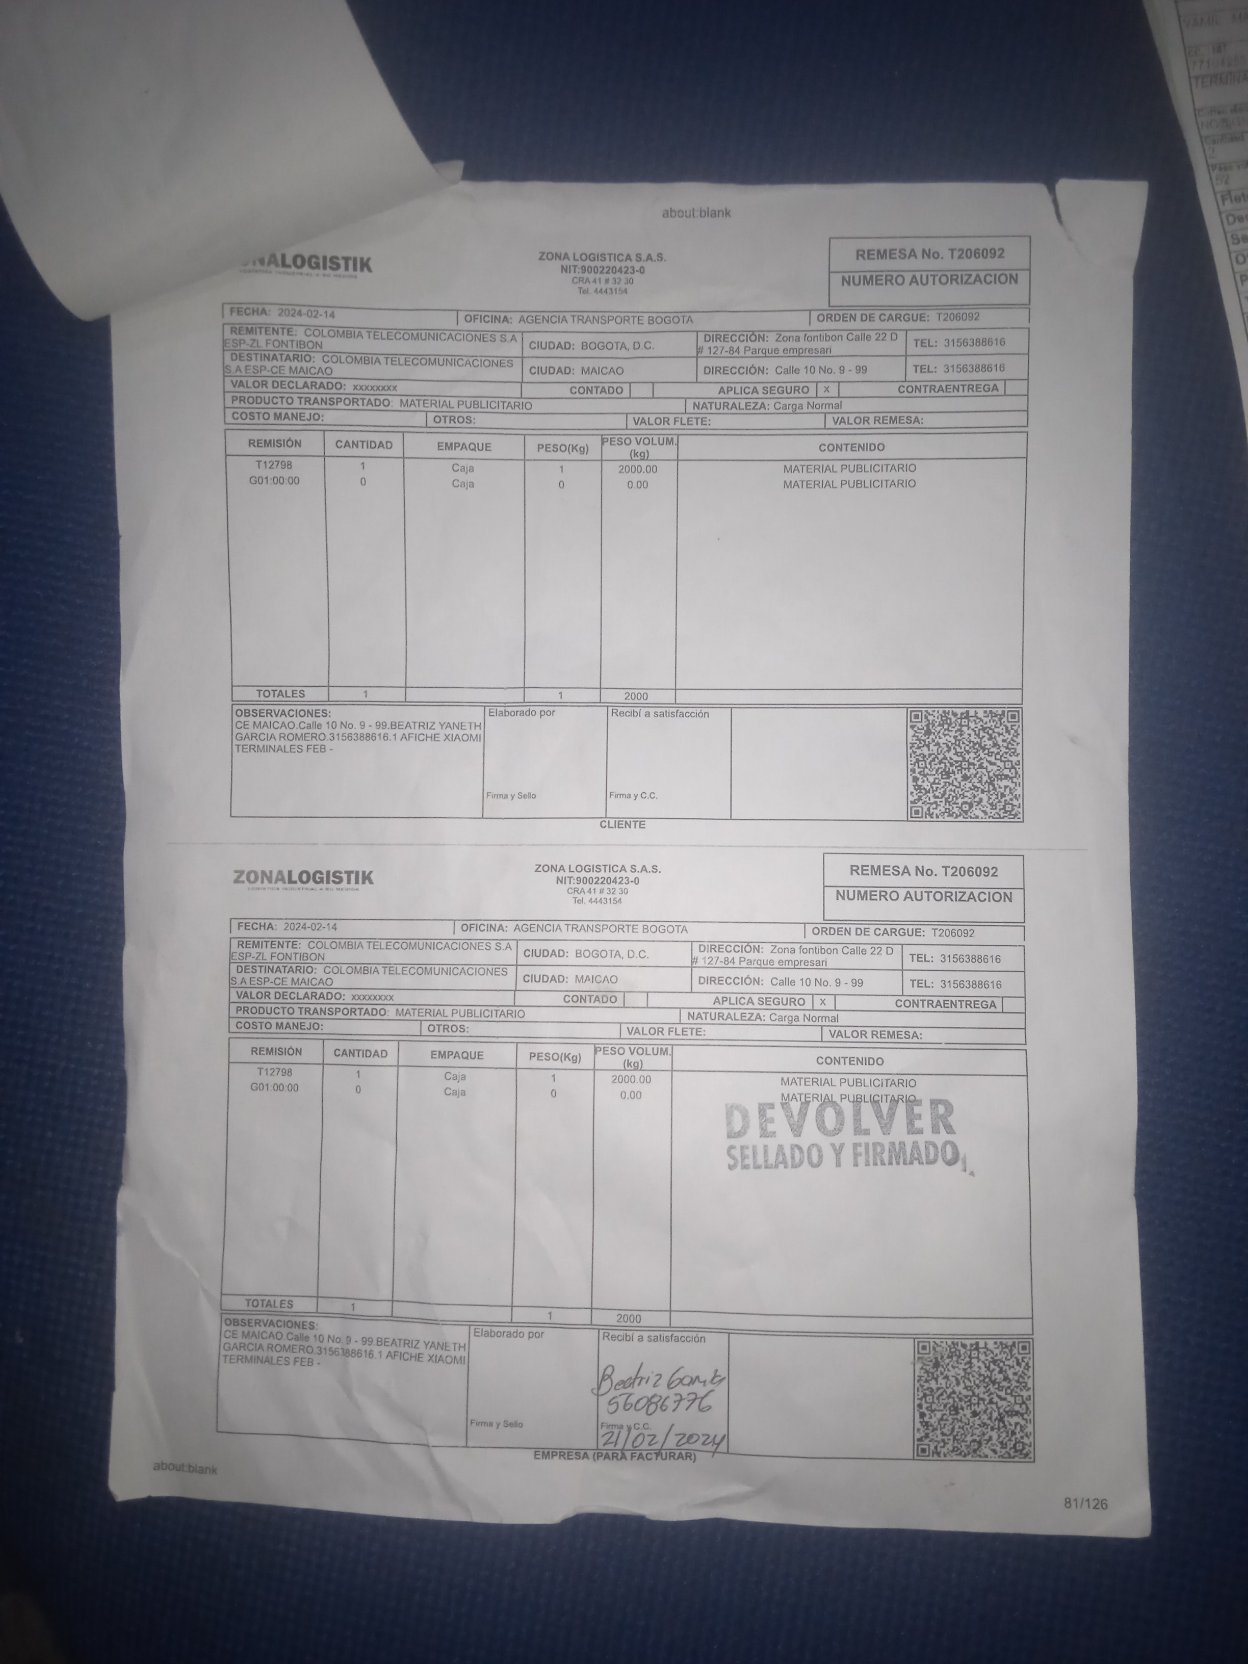 about:blank
NALOGISTIK
ZONA LOGISTICA S.A.S.
NIT:900220423-0
CRA 41 # 32 30
Tel. 4443154
REMESA No. T206092
NUMERO AUTORIZACION
FECHA: 2024-02-14 OFICINA: AGENCIA TRANSPORTE BOGOTA ORDEN DE CARGUE: T206092
REMITENTE: COLOMBIA TELECOMUNICACIONES S.A
ESP-ZL FONTIBON
CIUDAD: BOGOTA, D.C.
DIRECCIÓN: Zona fontibon Calle 22 D
# 127-84 Parque empresari
TEL: 3156388616
DESTINATARIO: COLOMBIA TELECOMUNICACIONES
S.A ESP-CE MAICAO
CIUDAD: MAICAO
DIRECCIÓN: Calle 10 No. 9 - 99
TEL: 3156388616
VALOR DECLARADO: xxxxxxxx CONTADO APLICA SEGURO x CONTRAENTREGA
PRODUCTO TRANSPORTADO: MATERIAL PUBLICITARIO NATURALEZA: Carga Normal
COSTO MANEJO: OTROS: VALOR FLETE: VALOR REMESA:
REMISIÓN CANTIDAD EMPAQUE PESO(Kg) PESO VOLUM. (kg) CONTENIDO
T12798 1 Caja 1 2000.00 MATERIAL PUBLICITARIO
G01:00:00 0 Caja 0 0.00 MATERIAL PUBLICITARIO
TOTALES 1 1 2000
OBSERVACIONES:
CE MAICAO.Calle 10 No. 9 - 99.BEATRIZ YANETH
GARCIA ROMERO.3156388616.1 AFICHE XIAOMI
TERMINALES FEB -
Elaborado por
Firma y Sello
Recibí a satisfacción
Firma y C.C.
CLIENTE
ZONALOGISTIK
ZONA LOGISTICA S.A.S.
NIT:900220423-0
CRA 41 # 32 30
Tel. 4443154
REMESA No. T206092
NUMERO AUTORIZACION
FECHA: 2024-02-14 OFICINA: AGENCIA TRANSPORTE BOGOTA ORDEN DE CARGUE: T206092
REMITENTE: COLOMBIA TELECOMUNICACIONES S.A
ESP-ZL FONTIBON
CIUDAD: BOGOTA, D.C.
DIRECCIÓN: Zona fontibon Calle 22 D
# 127-84 Parque empresari
TEL: 3156388616
DESTINATARIO: COLOMBIA TELECOMUNICACIONES
S.A ESP-CE MAICAO
CIUDAD: MAICAO
DIRECCIÓN: Calle 10 No. 9 - 99
TEL: 3156388616
VALOR DECLARADO: xxxxxxxx CONTADO APLICA SEGURO x CONTRAENTREGA
PRODUCTO TRANSPORTADO: MATERIAL PUBLICITARIO NATURALEZA: Carga Normal
COSTO MANEJO: OTROS: VALOR FLETE: VALOR REMESA:
REMISIÓN CANTIDAD EMPAQUE PESO(Kg) PESO VOLUM. (kg) CONTENIDO
T12798 1 Caja 1 2000.00 MATERIAL PUBLICITARIO
G01:00:00 0 Caja 0 0.00 MATERIAL PUBLICITARIO
DEVOLVER
SELLADO Y FIRMADO
TOTALES 1 1 2000
OBSERVACIONES:
CE MAICAO.Calle 10 No. 9 - 99.BEATRIZ YANETH
GARCIA ROMERO.3156388616.1 AFICHE XIAOMI
TERMINALES FEB -
Elaborado por
Firma y Sello
Recibí a satisfacción
Beatriz
56086776
Firma y C.C.
21/02/2024
EMPRESA (PARA FACTURAR)
about:blank
81/126